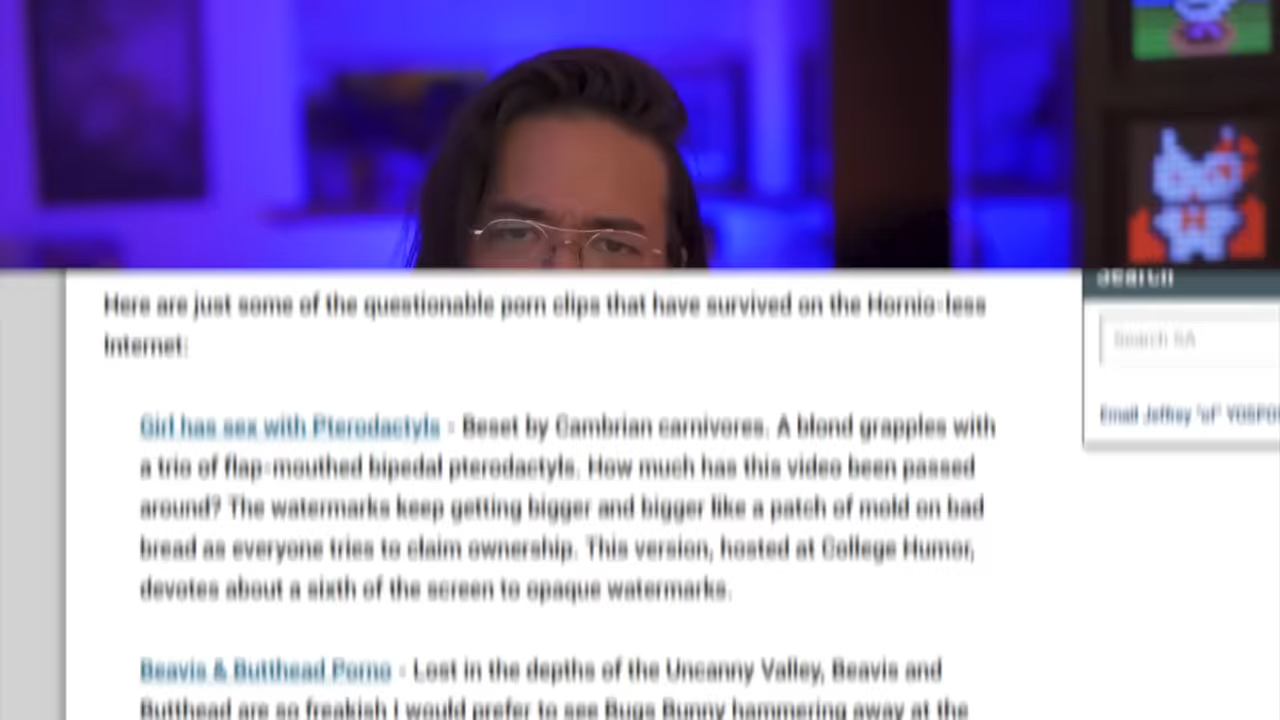 Here are just some of the questionable porn clips that have survived on the Hornio-less
Internet:
Search
Search SA
Girl has sex with Pterodactyls - Beset by Cambrian carnivores. A blond grapples with
Email Jeffrey "of" YOSPOS
a trio of flap-mouthed bipedal pterodactyls. How much has this video been passed
around? The watermarks keep getting bigger and bigger like a patch of mold on bad
bread as everyone tries to claim ownership. This version, hosted at College Humor,
devotes about a sixth of the screen to opaque watermarks.
Beavis & Butthead Porno - Lost in the depths of the Uncanny Valley, Beavis and
Butthead are so freakish I would prefer to see Bugs Bunny hammering away at the